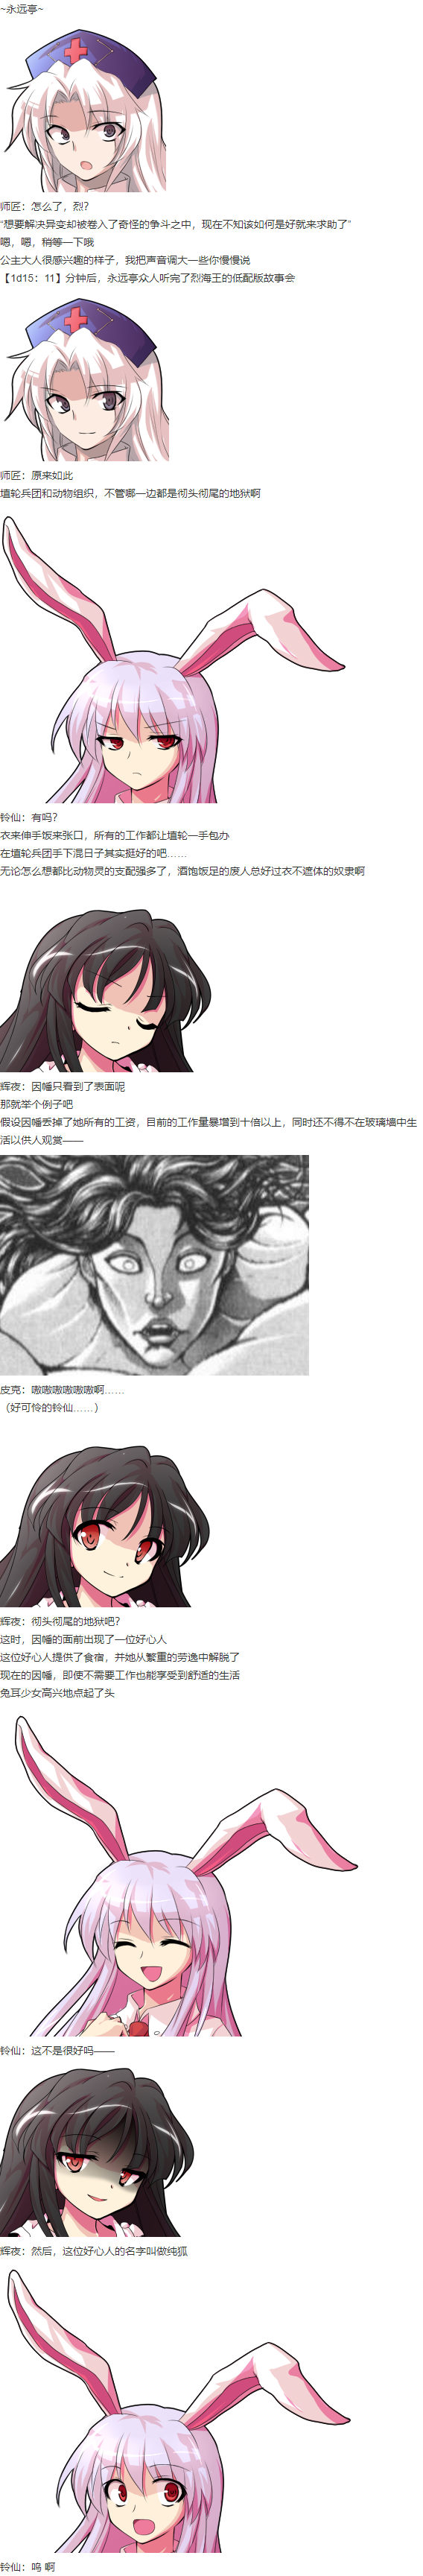 ~永远亭~
师匠：怎么了，烈？
“想要解决异变却被卷入了奇怪的争斗之中，现在不知该如何是好就来求助了”
嗯，嗯，稍等一下哦
公主大人很感兴趣的样子，我把声音调大一些你慢慢说
【1d15：11】分钟后，永远亭众人听完了烈海王的低配版故事会
师匠：原来如此
埴轮兵团和动物组织，不管哪一边都是彻头彻尾的地狱啊
铃仙：有吗？
衣来伸手饭来张口，所有的工作都让埴轮一手包办
在埴轮兵团手下混日子其实挺好的吧……
无论怎么想都比动物灵的支配强多了，酒饱饭足的废人总好过衣不遮体的奴隶啊
辉夜：因幡只看到了表面呢
那就举个例子吧
假设因幡丢掉了她所有的工资，目前的工作量暴增到十倍以上，同时还不得不在玻璃墙中生
活以供人观赏——
皮克：嗷嗷嗷嗷嗷嗷啊……
（好可怜的铃仙……）
辉夜：彻头彻尾的地狱吧？
这时，因幡的面前出现了一位好心人
这位好心人提供了食宿，并她从繁重的劳逸中解脱了
现在的因幡，即使不需要工作也能享受到舒适的生活
兔耳少女高兴地点起了头
铃仙：这不是很好吗——
辉夜：然后，这位好心人的名字叫做纯狐
铃仙：呜 啊